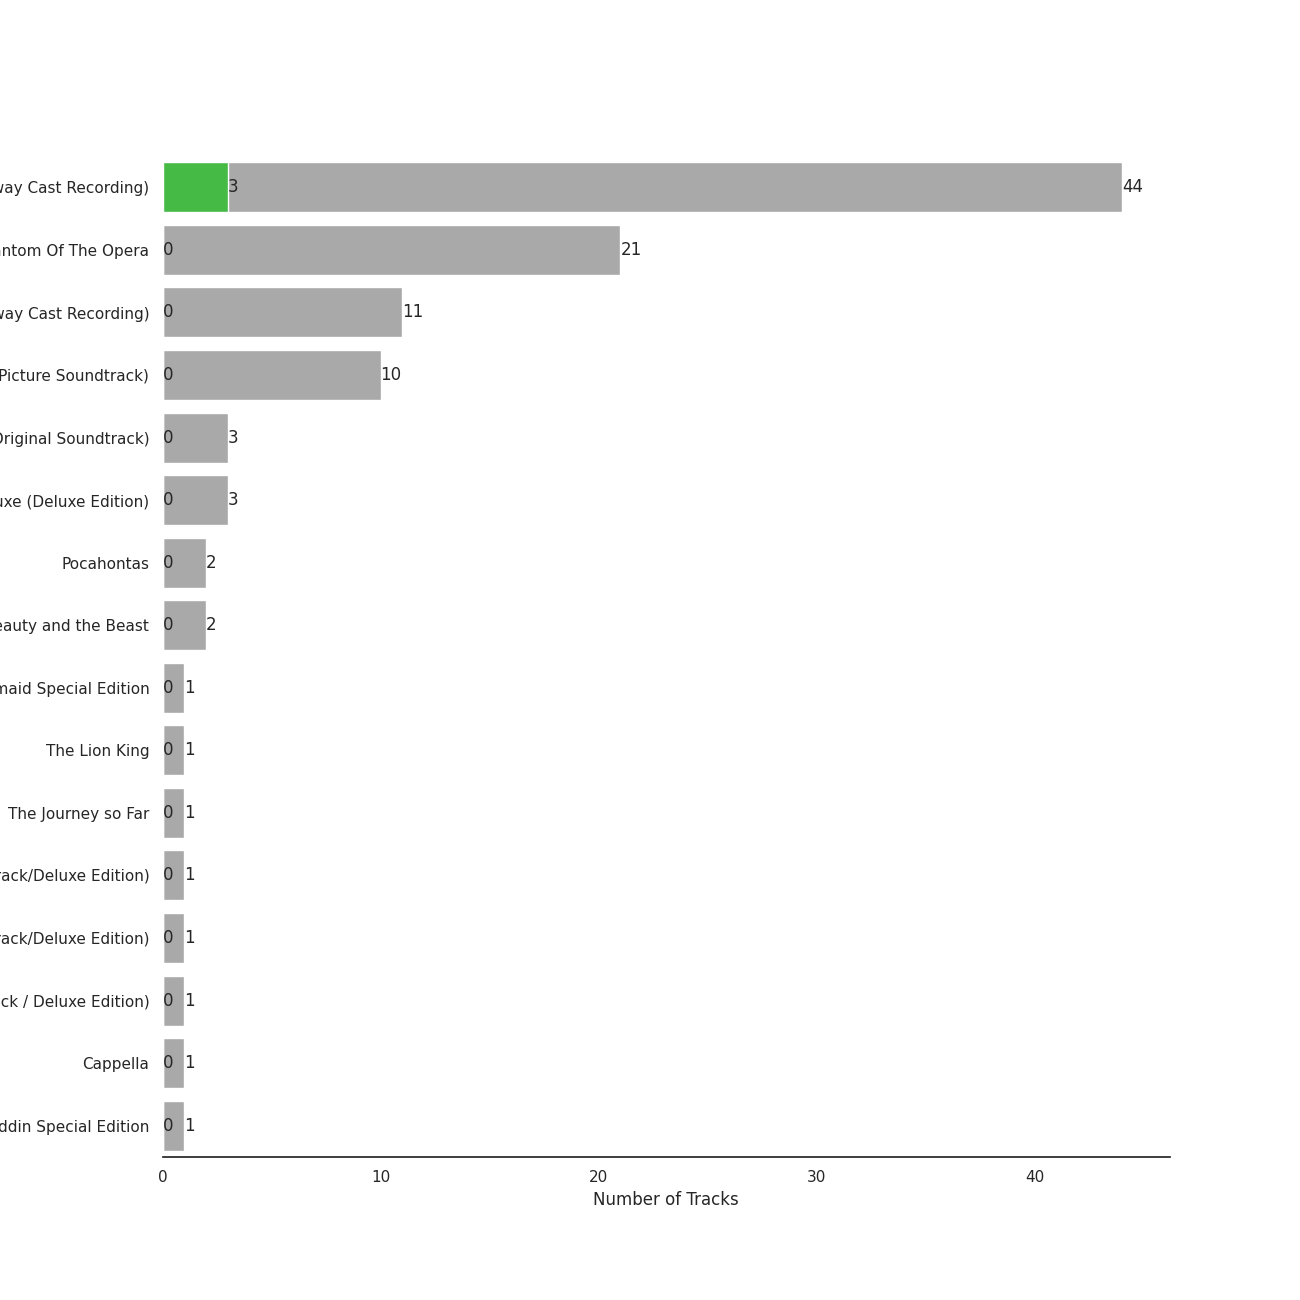 way Cast Recording) 3 44
ntom Of The Opera 0 21
way Cast Recording) 0 11
Picture Soundtrack) 0 10
Original Soundtrack) 0 3
uxe (Deluxe Edition) 0 3
Pocahontas 0 2
eauty and the Beast 0 2
maid Special Edition 0 1
The Lion King 0 1
The Journey so Far 0 1
rack/Deluxe Edition) 0 1
rack/Deluxe Edition) 0 1
ck / Deluxe Edition) 0 1
Cappella 0 1
ddin Special Edition 0 1
0 10 20 30 40
Number of Tracks